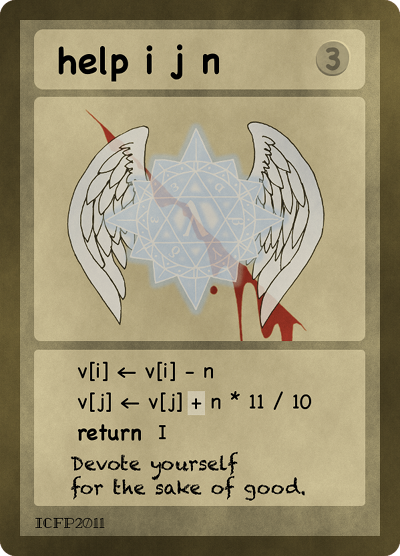 help i j n
3
v[i] ← v[i] - n
v[j] ← v[j] + n * 11 / 10
return I
Devote yourself
for the sake of good.
ICFP2011